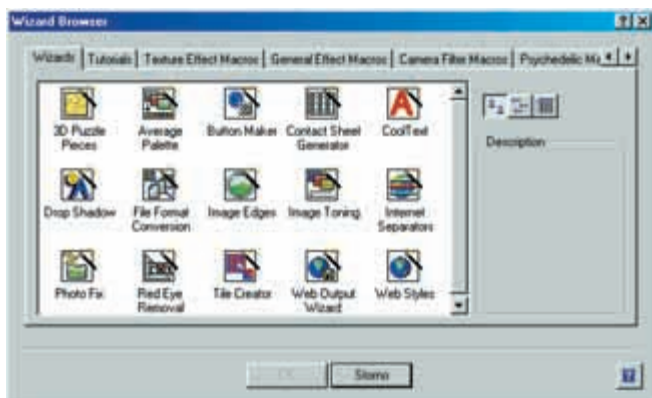 Wizard Browser
Wizards Tutorials Texture Effect Macros General Effect Macros Camera Filter Macros Psychedelic
3D Puzzle Pieces
Average Palette
Button Maker
Contact Sheet Generator
CoolText
Description
Drop Shadow
File Format Conversion
Image Edges
Image Toning
Internet Separators
Photo Fix
Red Eye Removal
Tile Creator
Web Output Wizard
Web Styles
OK
Storno